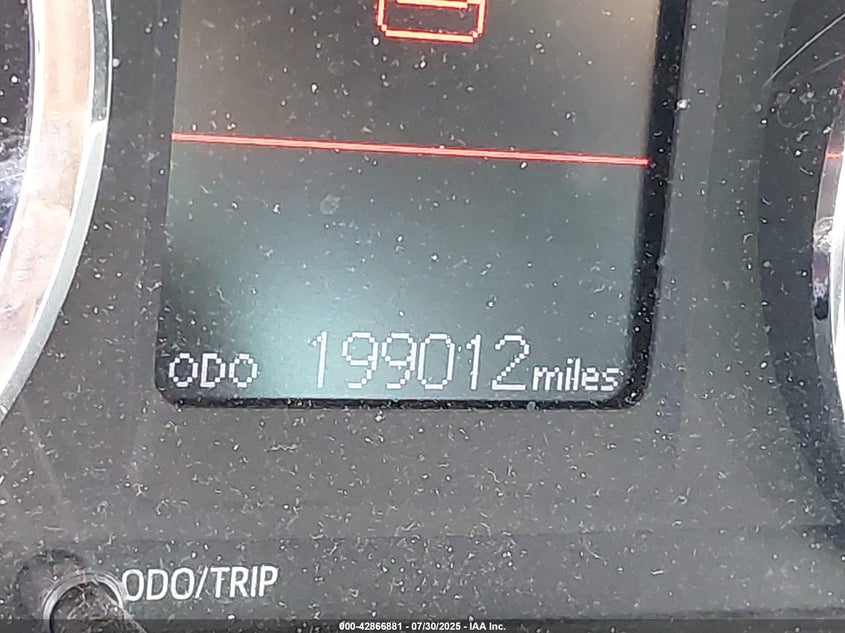 ODO 199012 miles
ODO/TRIP
000-42866881 - 07/30/2025 - IAA Inc.